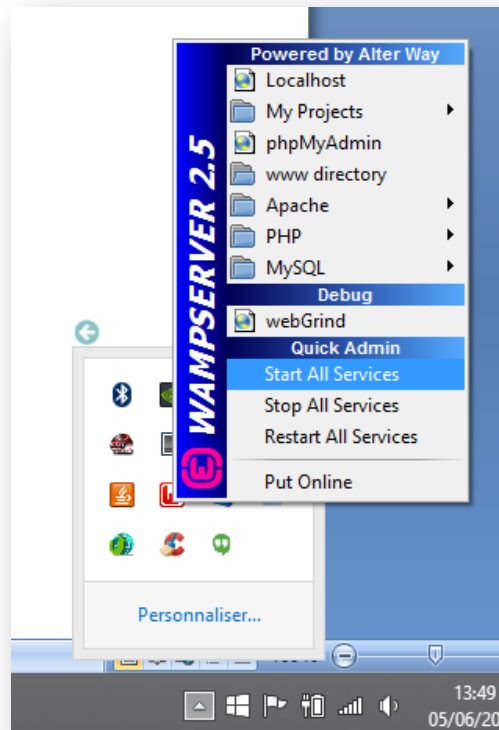 Powered by Alter Way
Localhost
My Projects
phpMyAdmin
www directory
Apache
PHP
MySQL
Debug
webGrind
Quick Admin
Start All Services
Stop All Services
Restart All Services
Put Online
WAMPSERVER 2.5
Personnaliser...
13:49
05/06/20